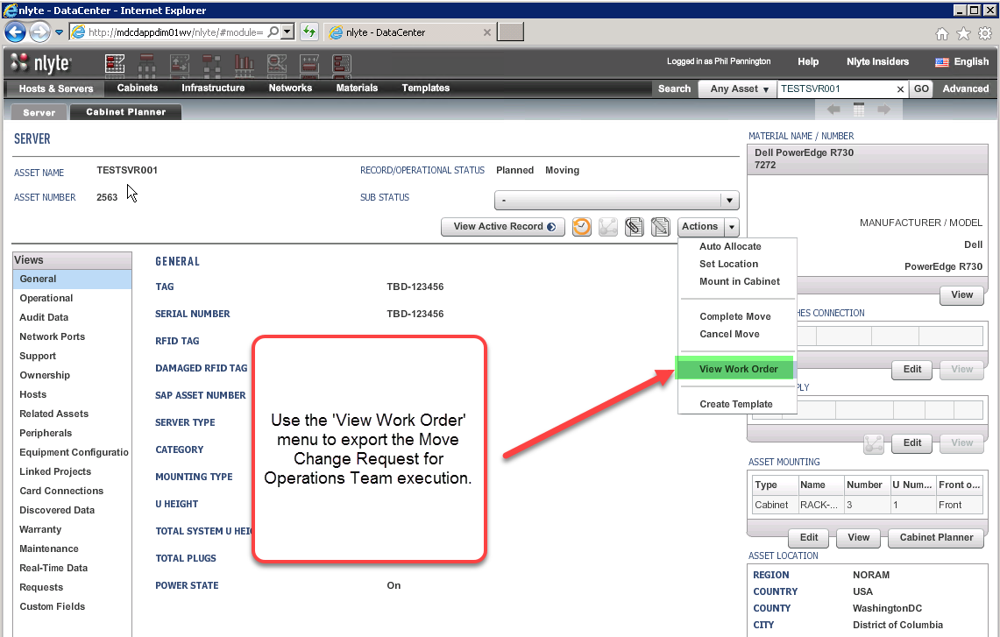 nlyte - DataCenter - Internet Explorer
http://mdcdappdim01wv/nlyte/#module=
nlyte - DataCenter
nlyte
Logged in as Phil Pennington
Help
Nlyte Insiders
English
Hosts & Servers
Cabinets
Infrastructure
Networks
Materials
Templates
Search
Any Asset
TESTSVR001
GO
Advanced
Server
Cabinet Planner
SERVER
ASSET NAME TESTSVR001
RECORD/OPERATIONAL STATUS Planned Moving
ASSET NUMBER 2563
SUB STATUS -
View Active Record
Actions
Auto Allocate
Set Location
Mount in Cabinet
Complete Move
Cancel Move
View Work Order
Create Template
Views
General
Operational
Audit Data
Network Ports
Support
Ownership
Hosts
Related Assets
Peripherals
Equipment Configuratio
Linked Projects
Card Connections
Discovered Data
Warranty
Maintenance
Real-Time Data
Requests
Custom Fields
GENERAL
TAG TBD-123456
SERIAL NUMBER TBD-123456
RFID TAG
DAMAGED RFID TAG
SAP ASSET NUMBER
SERVER TYPE
CATEGORY
MOUNTING TYPE
U HEIGHT
TOTAL SYSTEM U HEI
TOTAL PLUGS
POWER STATE On
Use the 'View Work Order'
menu to export the Move
Change Request for
Operations Team execution.
MATERIAL NAME / NUMBER
Dell PowerEdge R730
7272
MANUFACTURER / MODEL
Dell
PowerEdge R730
View
HES CONNECTION
Edit View
PLY
Edit View
ASSET MOUNTING
Type Name Number U Num... Front o...
Cabinet RACK-... 3 1 Front
Edit View Cabinet Planner
ASSET LOCATION
REGION NORAM
COUNTRY USA
COUNTY WashingtonDC
CITY District of Columbia